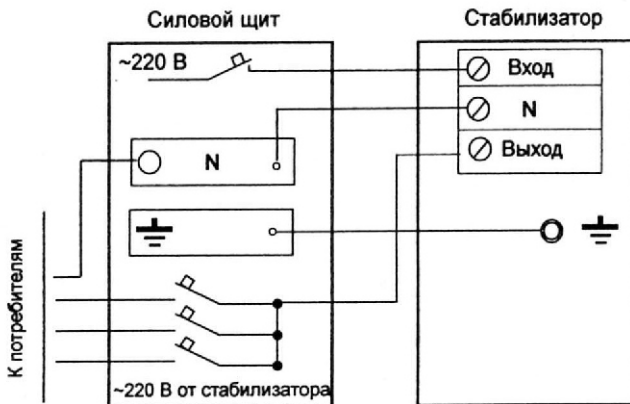 Силовой щит
Стабилизатор
~220 В
Вход
N
Выход
N
К потребителям
~220 В от стабилизатора